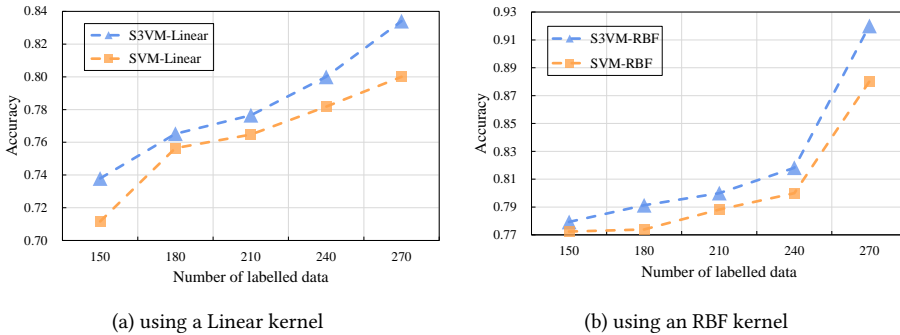 0.84
0.82
0.80
0.78
0.76
0.74
0.72
0.70
Accuracy
S3VM-Linear
SVM-Linear
150 180 210 240 270
Number of labelled data
(a) using a Linear kernel
0.93
0.91
0.89
0.87
0.85
0.83
0.81
0.79
0.77
Accuracy
S3VM-RBF
SVM-RBF
150 180 210 240 270
Number of labelled data
(b) using an RBF kernel